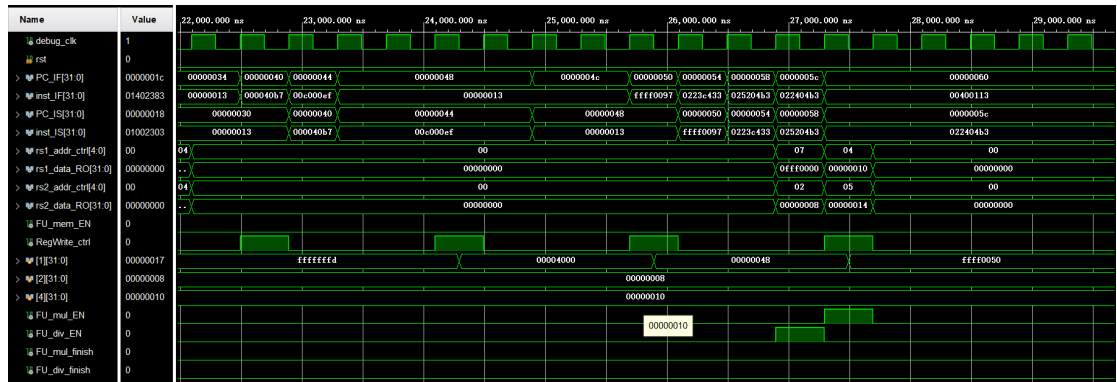 Name Value 22,000.000 ns 23,000.000 ns 24,000.000 ns 25,000.000 ns 26,000.000 ns 27,000.000 ns 28,000.000 ns 29,000.000 ns
debug_clk 1
rst 0
PC_IF[31:0] 0000001c 00000034 00000040 00000044 00000048 0000004c 00000050 00000054 00000058 0000005c 00000060
inst_IF[31:0] 01402383 00000013 000040b7 00c000ef 00000013 ffff0097 0223c433 025204b3 022404b3 00400113
PC_IS[31:0] 00000018 00000030 00000040 00000044 00000048 00000050 00000054 00000058 0000005c
inst_IS[31:0] 01002303 00000013 000040b7 00c000ef 00000013 ffff0097 0223c433 025204b3 022404b3
rs1_addr_ctrl[4:0] 00 04 00 07 04 00
rs1_data_RO[31:0] 00000000 .. 00000000 0fff0000 00000010 00000000
rs2_addr_ctrl[4:0] 00 04 00 02 05 00
rs2_data_RO[31:0] 00000000 .. 00000000 00000008 00000014 00000000
FU_mem_EN 0
RegWrite_ctrl 0
[1][31:0] 00000017 fffffffd 00004000 00000048 ffff0050
[2][31:0] 00000008 00000008
[4][31:0] 00000010 00000010
FU_mul_EN 0
00000010
FU_div_EN 0
FU_mul_finish 0
FU_div_finish 0